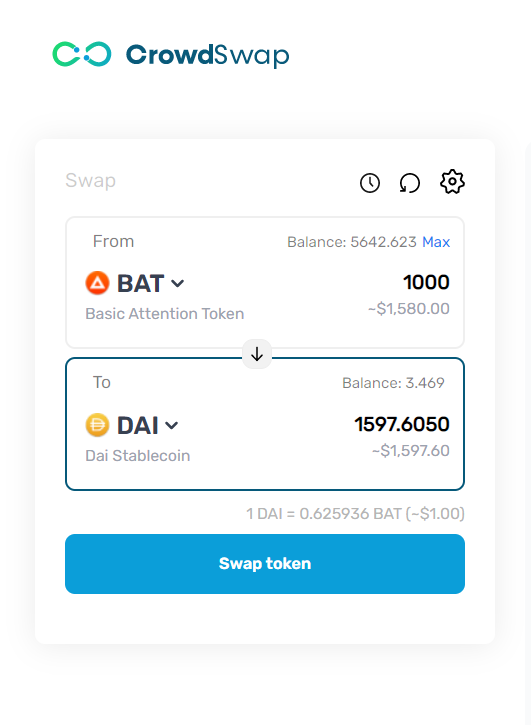 CrowdSwap
Swap
From
Balance: 5642.623 Max
BAT
1000
Basic Attention Token
~$1,580.00
To
Balance: 3.469
DAI
1597.6050
Dai Stablecoin
~$1,597.60
1 DAI = 0.625936 BAT (~$1.00)
Swap token